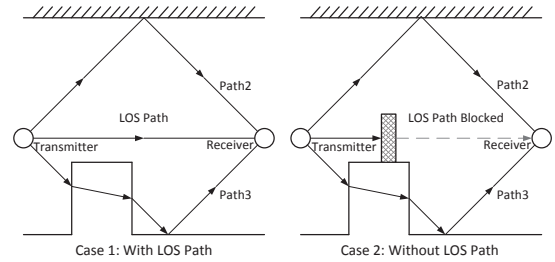 Path2
LOS Path
Transmitter
Receiver
Path3
Case 1: With LOS Path
Path2
LOS Path Blocked
Transmitter
Receiver
Path3
Case 2: Without LOS Path